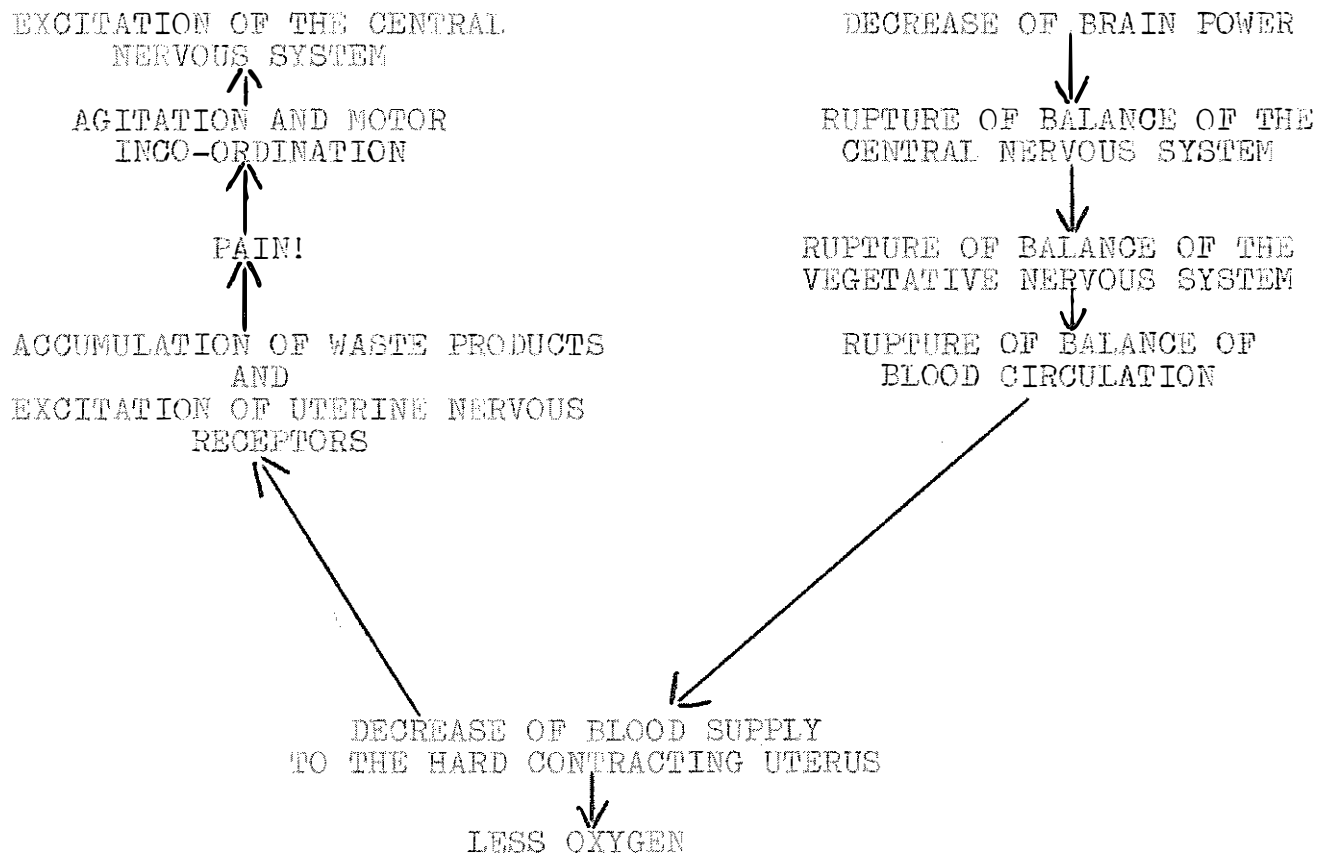 EXCITATION OF THE CENTRAL
NERVOUS SYSTEM
AGITATION AND MOTOR
INCO-ORDINATION
PAIN!
ACCUMULATION OF WASTE PRODUCTS
AND
EXCITATION OF UTERINE NERVOUS
RECEPTORS
DECREASE OF BRAIN POWER
RUPTURE OF BALANCE OF THE
CENTRAL NERVOUS SYSTEM
RUPTURE OF BALANCE OF THE
VEGETATIVE NERVOUS SYSTEM
RUPTURE OF BALANCE OF
BLOOD CIRCULATION
DECREASE OF BLOOD SUPPLY
TO THE HARD CONTRACTING UTERUS
LESS OXYGEN